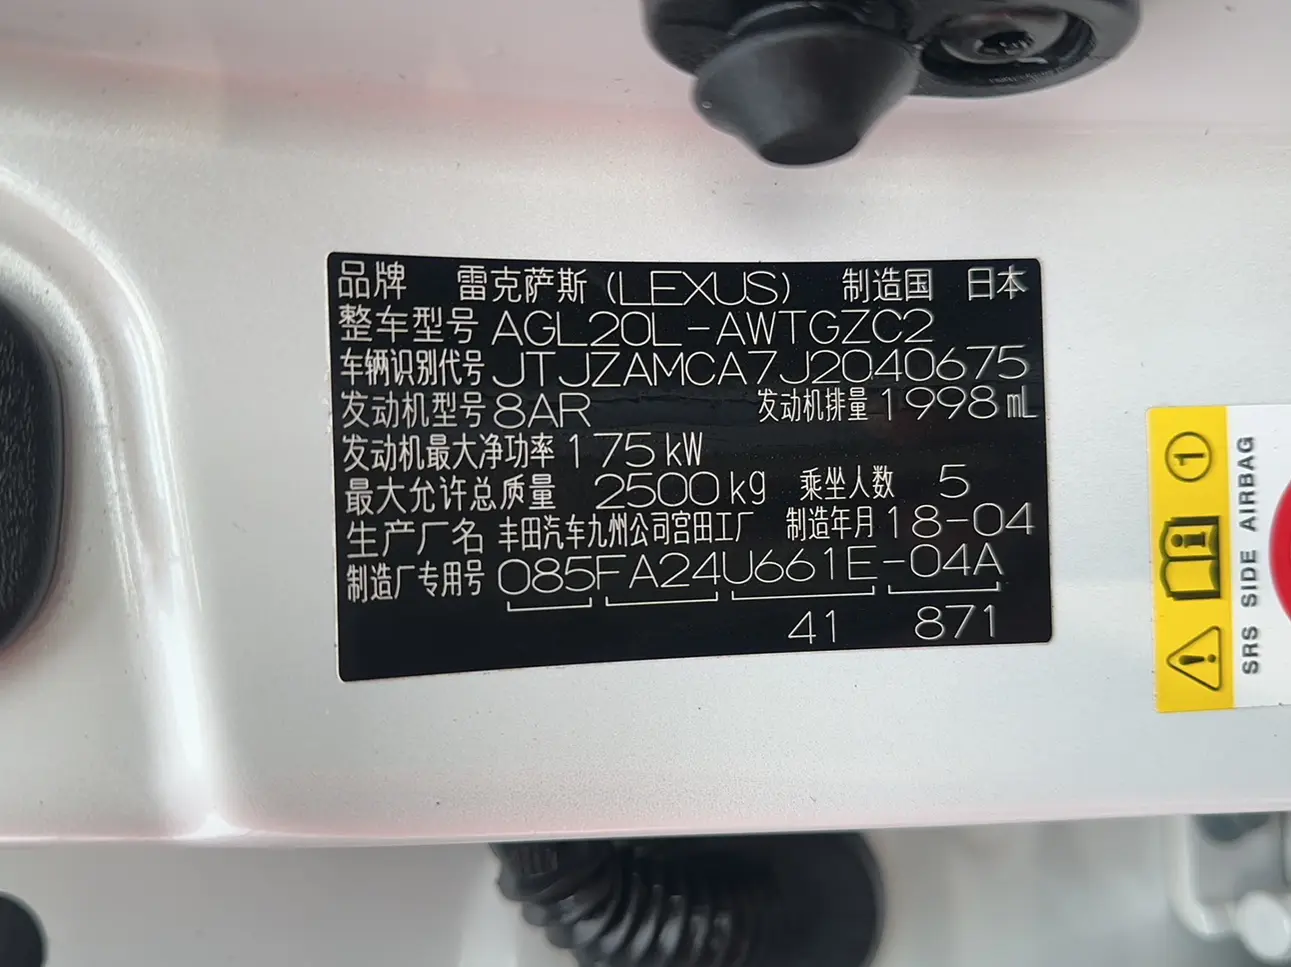 品牌 雷克萨斯(LEXUS) 制造国 日本
整车型号 AGL20L-AWTGZC2
车辆识别代号 JTJZAMCA7J2040675
发动机型号 8AR 发动机排量 1998 mL
发动机最大净功率 175 kW
最大允许总质量 2500 kg 乘坐人数 5
生产厂名 丰田汽车九州公司宫田工厂 制造年月 18-04
制造厂专用号 085FA24U661E-04A
41 871
1
SRS SIDE AIRBAG